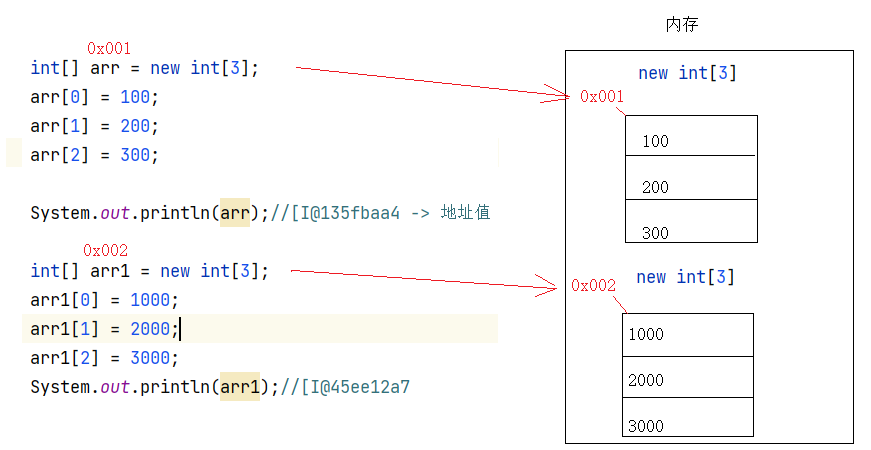 0x001
int[] arr = new int[3];
arr[0] = 100;
arr[1] = 200;
arr[2] = 300;
System.out.println(arr);//[I@135fbaa4 -> 地址值
0x002
int[] arr1 = new int[3];
arr1[0] = 1000;
arr1[1] = 2000;
arr1[2] = 3000;
System.out.println(arr1);//[I@45ee12a7
内存
new int[3]
0x001
100
200
300
new int[3]
0x002
1000
2000
3000